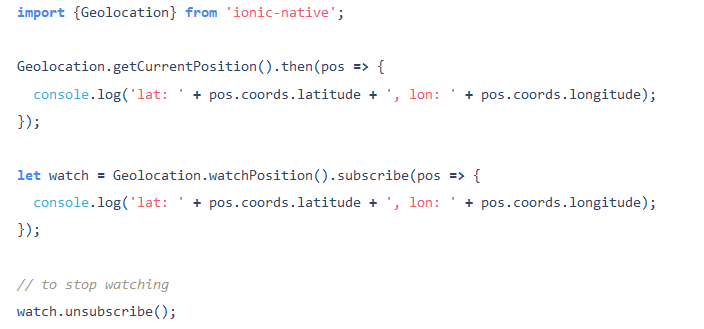 import {Geolocation} from 'ionic-native';
Geolocation.getCurrentPosition().then(pos => {
  console.log('lat: ' + pos.coords.latitude + ', lon: ' + pos.coords.longitude);
});
let watch = Geolocation.watchPosition().subscribe(pos => {
  console.log('lat: ' + pos.coords.latitude + ', lon: ' + pos.coords.longitude);
});
// to stop watching
watch.unsubscribe();